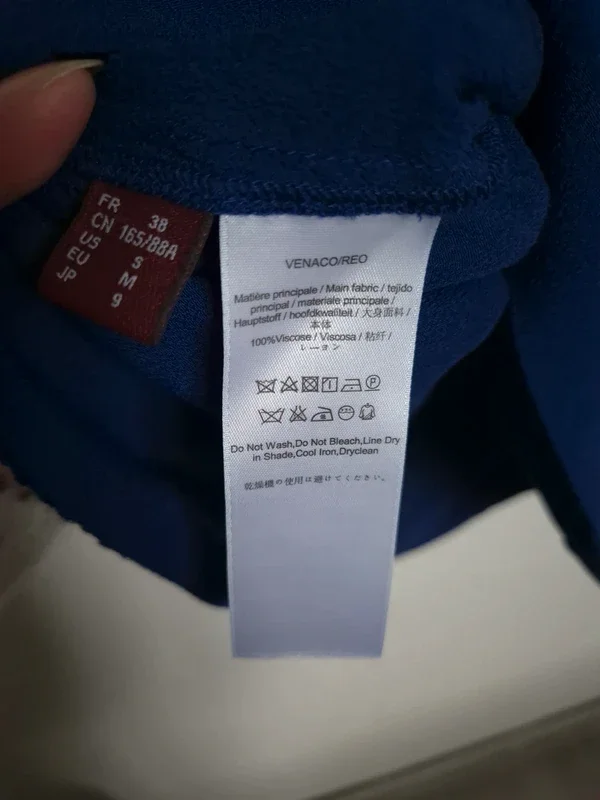 FR 38
CN 165/88A
US S
EU M
JP 9
VENACO/REO
Matière principale / Main fabric / tejido
principal / materiale principale /
Hauptstoff / hoofdkwaliteit / 大身面料 /
本体
100%Viscose / Viscosa / 粘纤 /
レーヨン
Do Not Wash,Do Not Bleach,Line Dry
in Shade,Cool Iron,Dryclean
乾燥機の使用は避けてください。